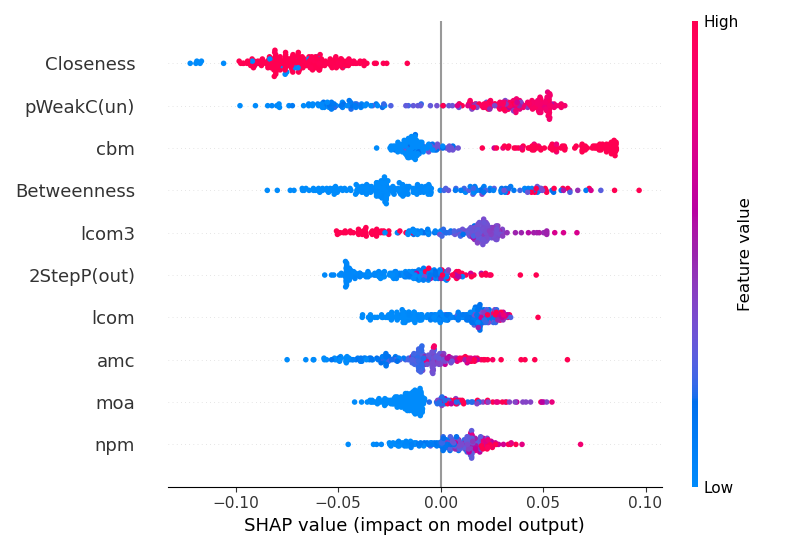 High
Closeness
pWeakC(un)
cbm
Betweenness
lcom3
2StepP(out)
lcom
amc
moa
npm
Feature value
Low
−0.10
−0.05
0.00
0.05
0.10
SHAP value (impact on model output)